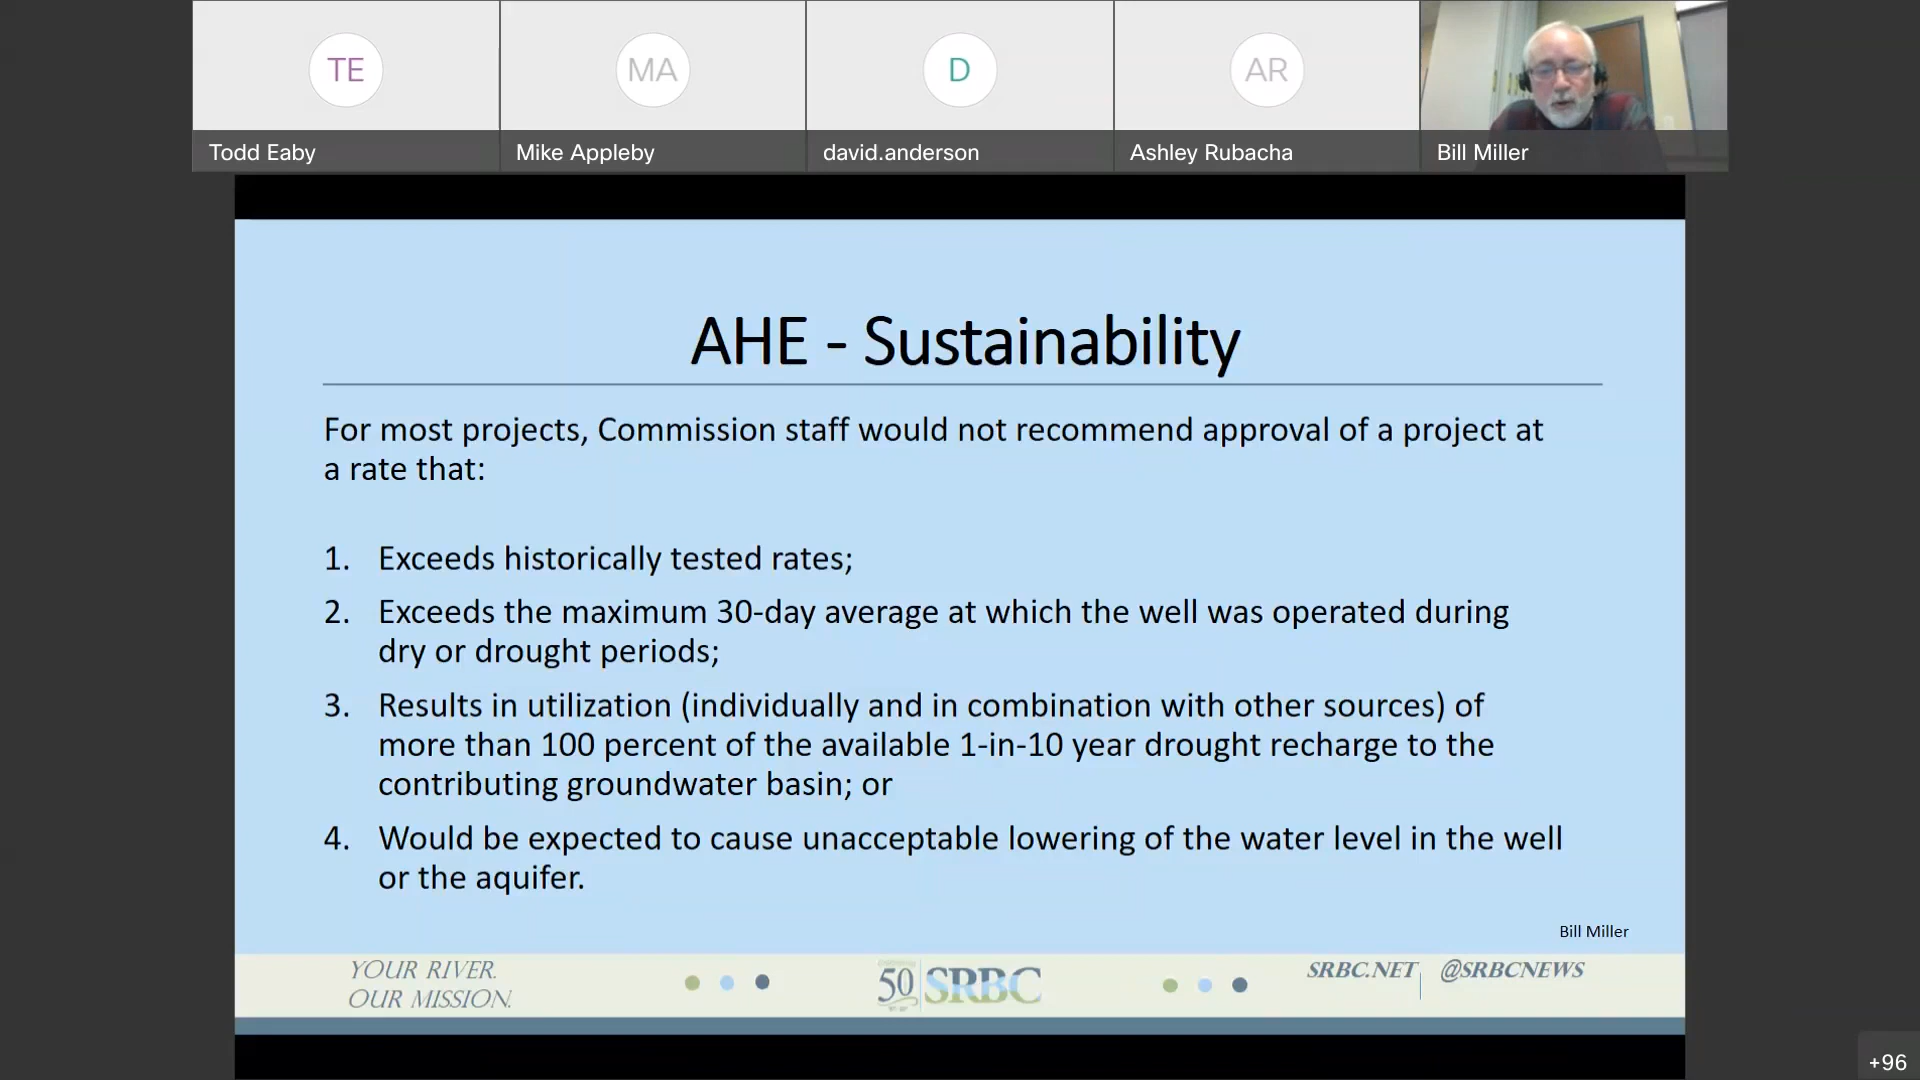 TE
MA
D
AR
Todd Eaby
Mike Appleby
david.anderson
Ashley Rubacha
Bill Miller
AHE - Sustainability
For most projects, Commission staff would not recommend approval of a project at
a rate that:
1. Exceeds historically tested rates;
2. Exceeds the maximum 30-day average at which the well was operated during
dry or drought periods;
3. Results in utilization (individually and in combination with other sources) of
more than 100 percent of the available 1-in-10 year drought recharge to the
contributing groundwater basin; or
4. Would be expected to cause unacceptable lowering of the water level in the well
or the aquifer.
Bill Miller
YOUR RIVER.
OUR MISSION.
50 SRBC
SRBC.NET
@SRBCNEWS
+96